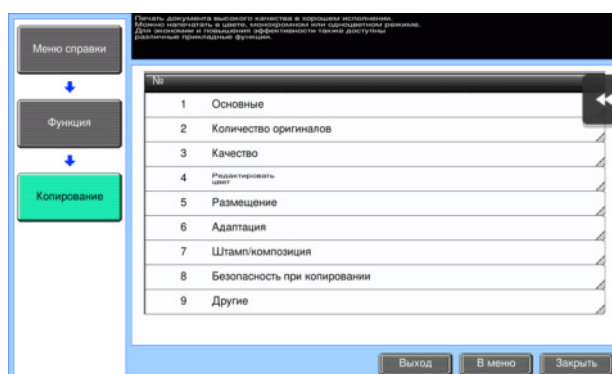 Печать документа высокого качества в хорошем исполнении.
Можно напечатать в цвете, монохромном или одноцветном режиме.
Для экономии и повышения эффективности также доступны
различные прикладные функции.
Меню справки
Функция
Копирование
№
1 Основные
2 Количество оригиналов
3 Качество
4 Редактировать
цвет
5 Размещение
6 Адаптация
7 Штамп/композиция
8 Безопасность при копировании
9 Другие
Выход
В меню
Закрыть